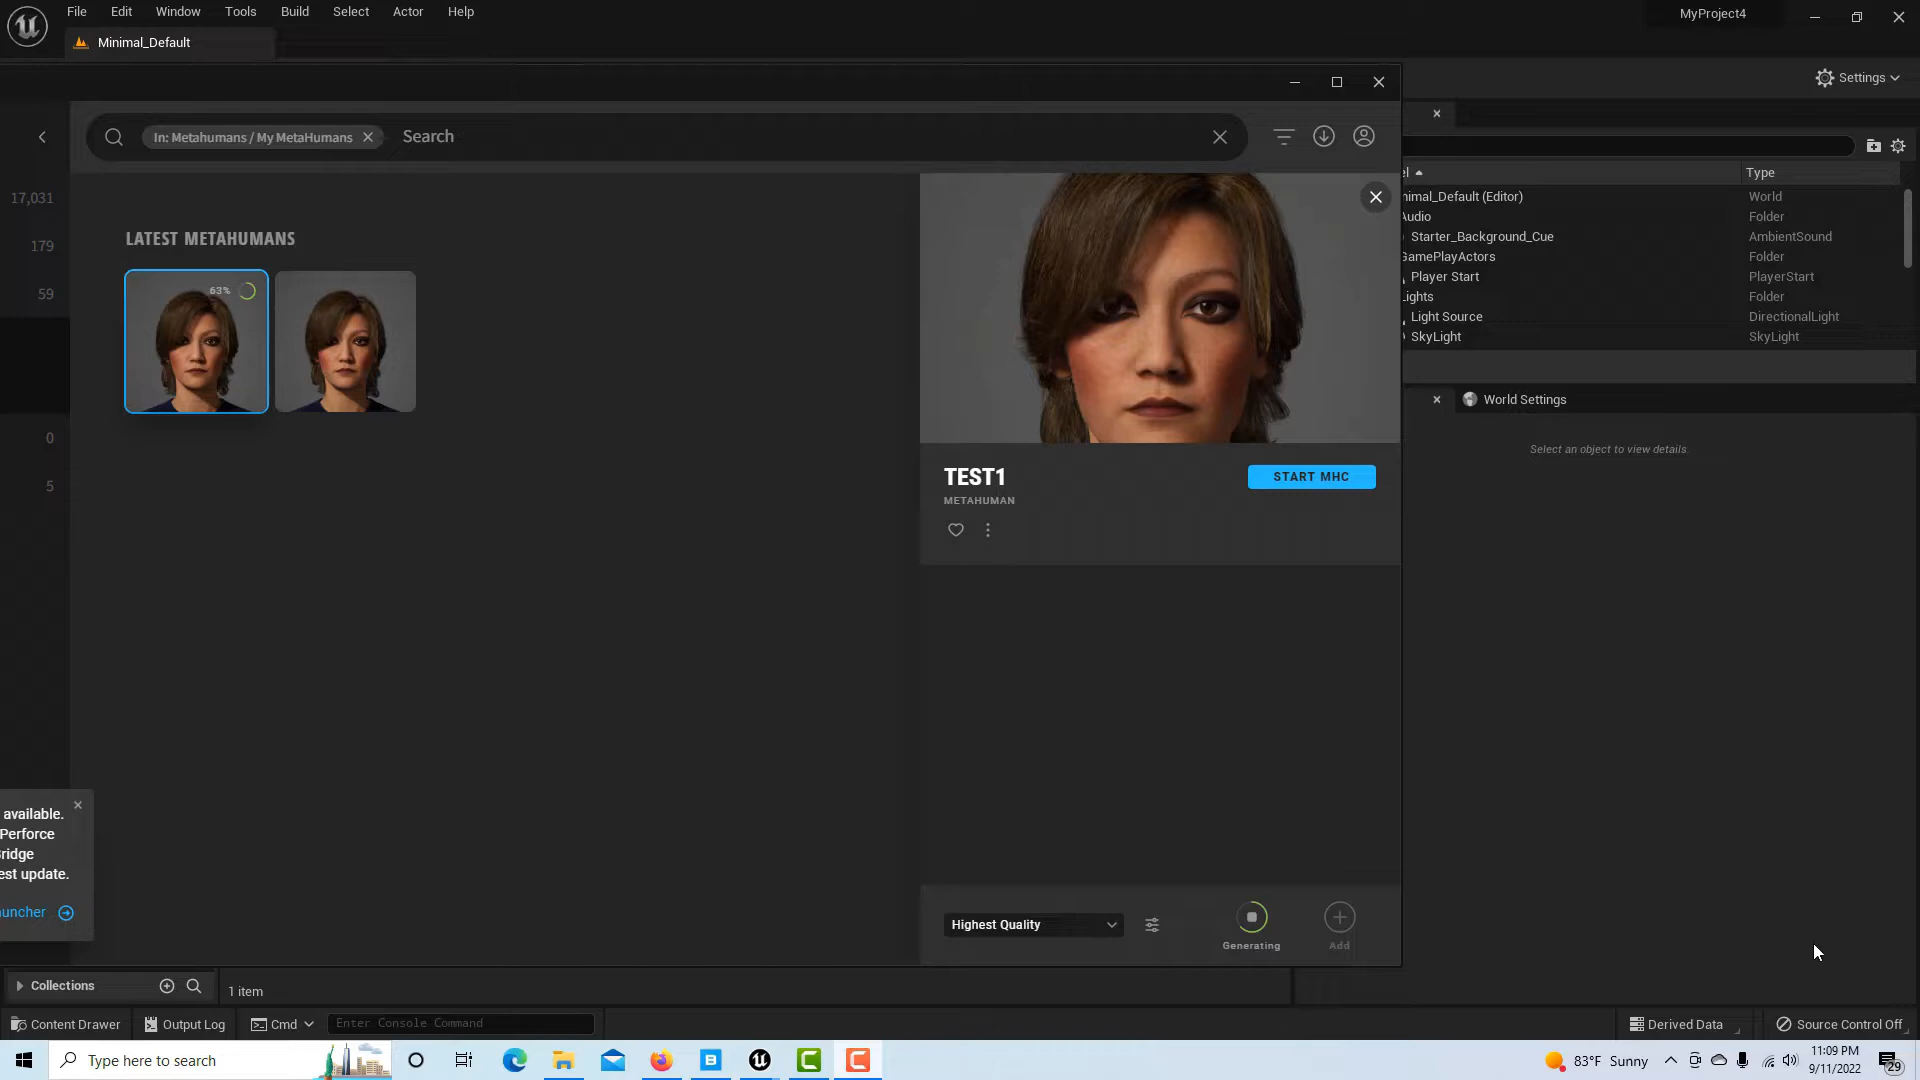 File Edit Window Tools Build Select Actor Help
MyProject4
Minimal_Default
Settings
In: Metahumans / My MetaHumans
Search
17,031
179
59
0
5
LATEST METAHUMANS
63%
TEST1
METAHUMAN
START MHC
Type
(Editor) World
Audio Folder
Starter_Background_Cue AmbientSound
GamePlayActors Folder
Player Start PlayerStart
Lights Folder
Light Source DirectionalLight
SkyLight SkyLight
World Settings
Select an object to view details.
available.
Perforce
Bridge
est update.
auncher
Highest Quality
Generating
Add
Collections
1 item
Content Drawer
Output Log
Cmd
Enter Console Command
Derived Data
Source Control Off
Type here to search
83°F Sunny
11:09 PM
9/11/2022
29